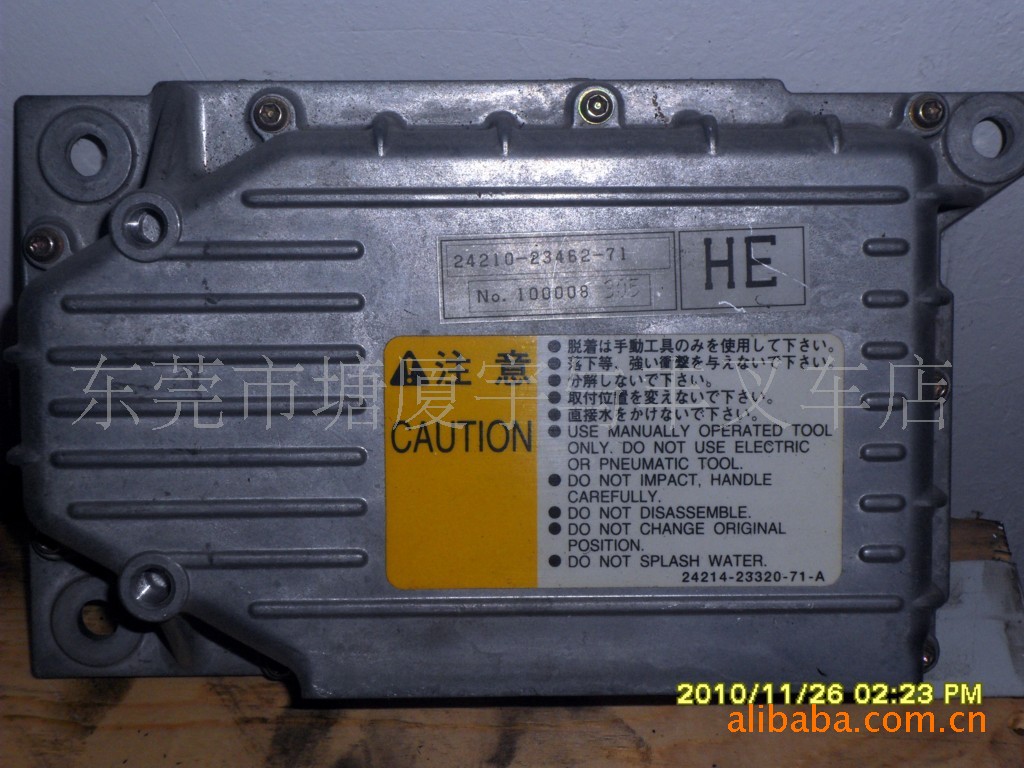 24210-23462-71
HE
No. 100008 305
注意
CAUTION
● 脱着は手動工具のみを使用して下さい。
● 落下等、強い衝撃を与えないで下さい。
● 分解しないで下さい。
● 取付位置を変えないで下さい。
● 直接水をかけないで下さい。
● USE MANUALLY OPERATED TOOL
ONLY. DO NOT USE ELECTRIC
OR PNEUMATIC TOOL.
● DO NOT IMPACT, HANDLE
CAREFULLY.
● DO NOT DISASSEMBLE.
● DO NOT CHANGE ORIGINAL
POSITION.
● DO NOT SPLASH WATER.
24214-23320-71-A
东莞市塘厦宇 叉车店
2010/11/26 02:23 PM
alibaba.com.cn